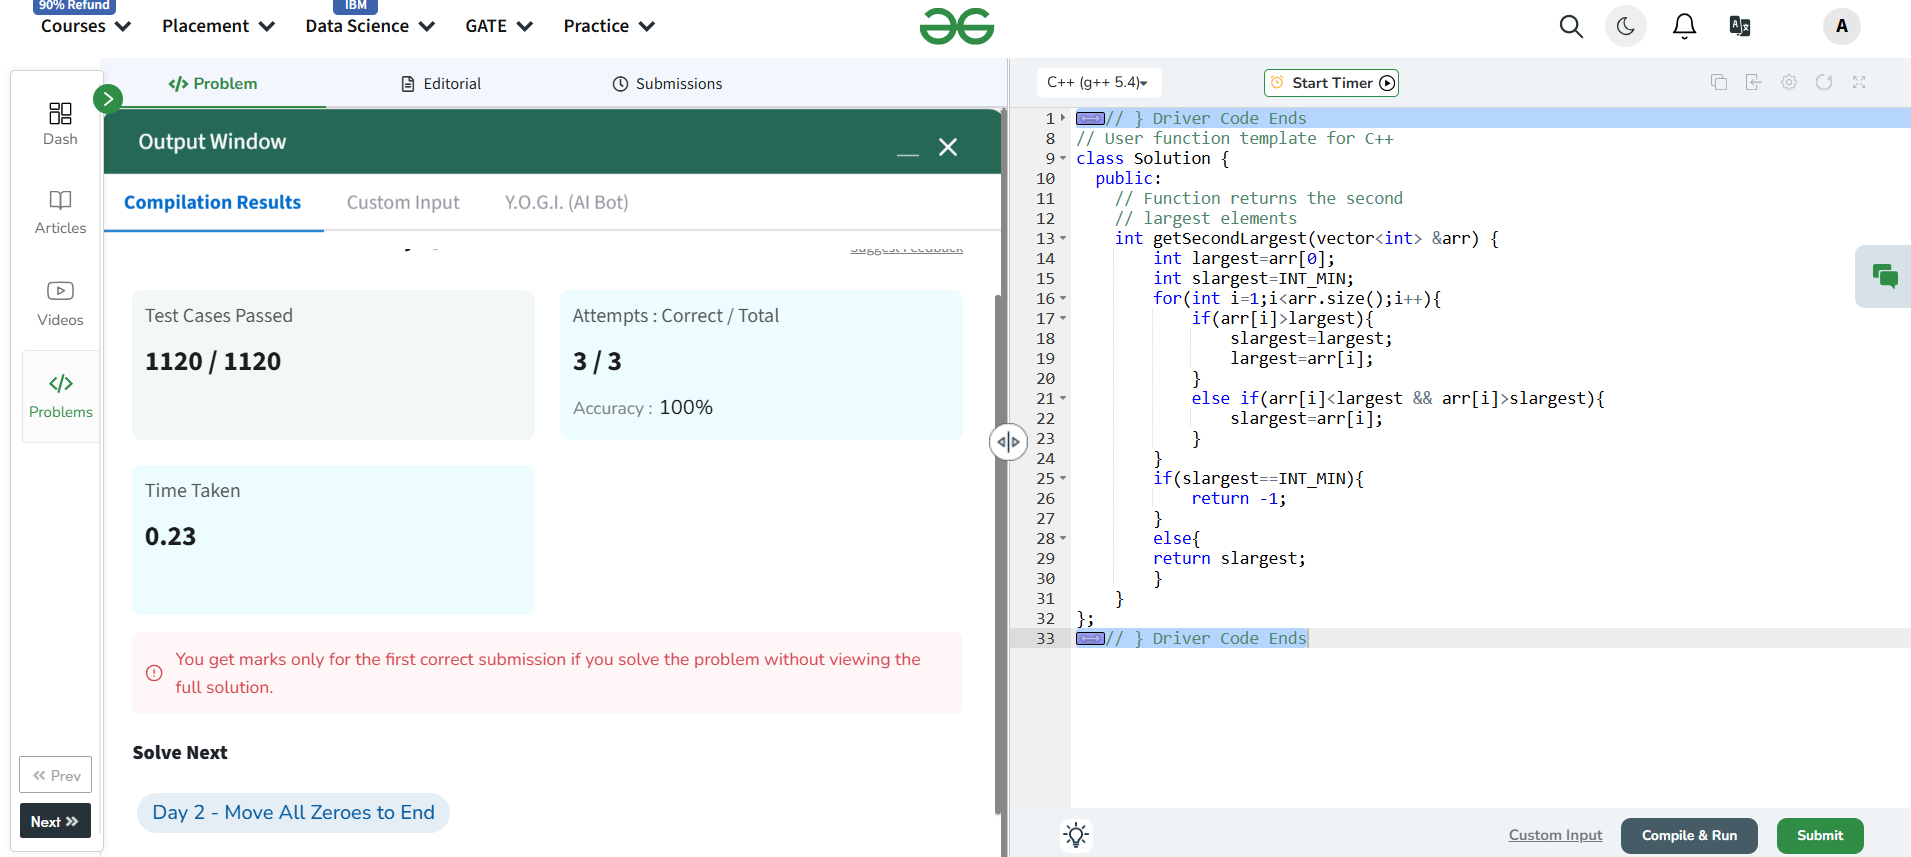 90% Refund
IBM
Courses
Placement
Data Science
GATE
Practice
A
Dash
Articles
Videos
Problems
Prev
Next
Problem
Editorial
Submissions
Output Window
Compilation Results
Custom Input
Y.O.G.I. (AI Bot)
Suggest Feedback
Test Cases Passed
1120 / 1120
Attempts : Correct / Total
3 / 3
Accuracy : 100%
Time Taken
0.23
You get marks only for the first correct submission if you solve the problem without viewing the
full solution.
Solve Next
Day 2 - Move All Zeroes to End
C++ (g++ 5.4)
Start Timer
1 // } Driver Code Ends
8 // User function template for C++
9 class Solution {
10 public:
11 // Function returns the second
12 // largest elements
13 int getSecondLargest(vector<int> &arr) {
14 int largest=arr[0];
15 int slargest=INT_MIN;
16 for(int i=1;i<arr.size();i++){
17 if(arr[i]>largest){
18 slargest=largest;
19 largest=arr[i];
20 }
21 else if(arr[i]<largest && arr[i]>slargest){
22 slargest=arr[i];
23 }
24 }
25 if(slargest==INT_MIN){
26 return -1;
27 }
28 else{
29 return slargest;
30 }
31 }
32 };
33 // } Driver Code Ends
Custom Input
Compile & Run
Submit